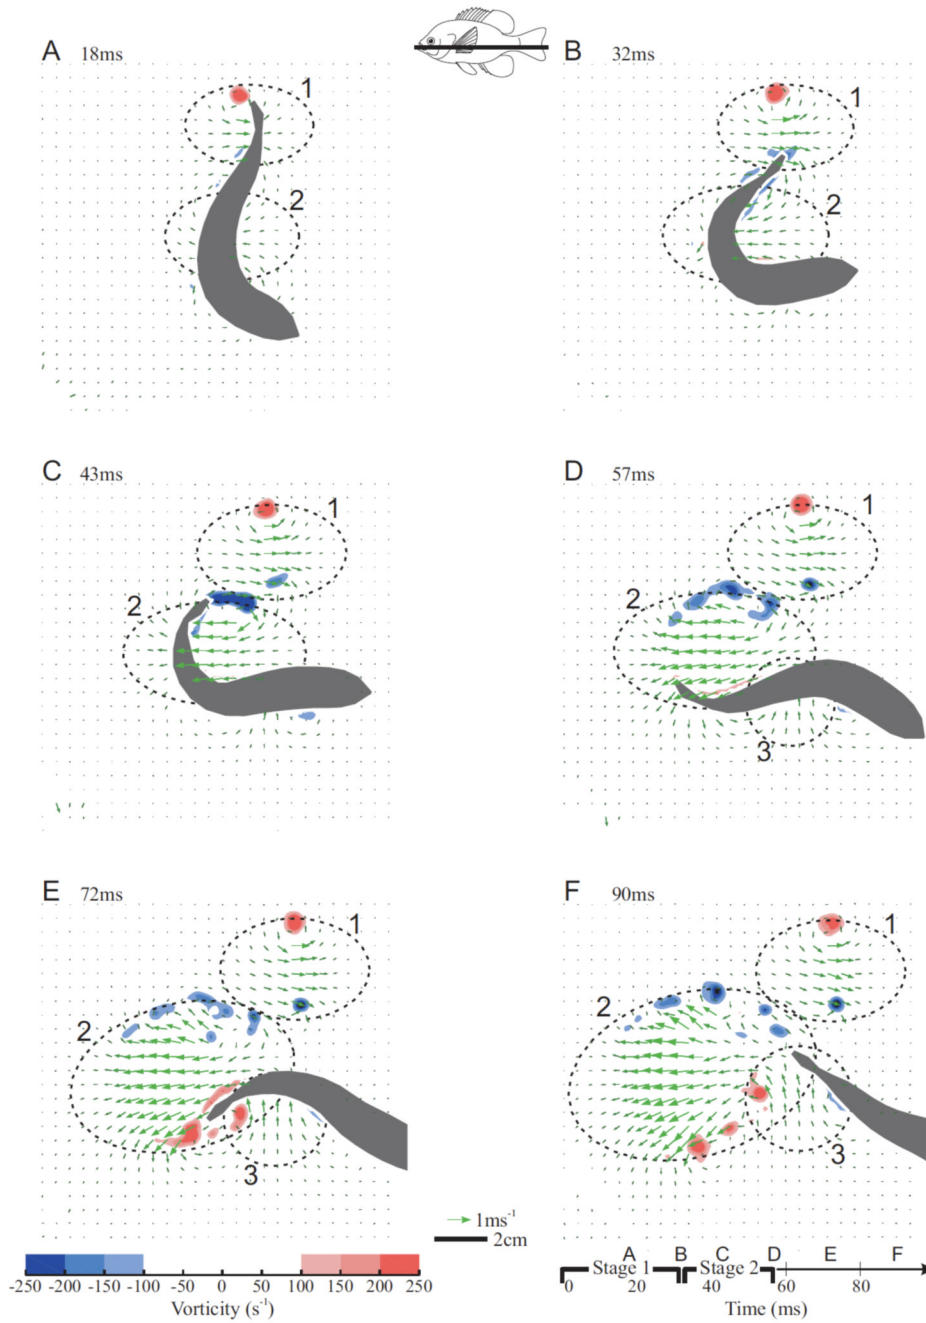 A 18ms
B 32ms
1
2
1
2
C 43ms
D 57ms
1
2
1
2
3
E 72ms
F 90ms
1
2
3
1
2
3
1ms-1
2cm
-250 -200 -150 -100 -50 0 50 100 150 200 250
Vorticity (s-1)
A B C D E F
Stage 1 Stage 2
0 20 40 60 80
Time (ms)